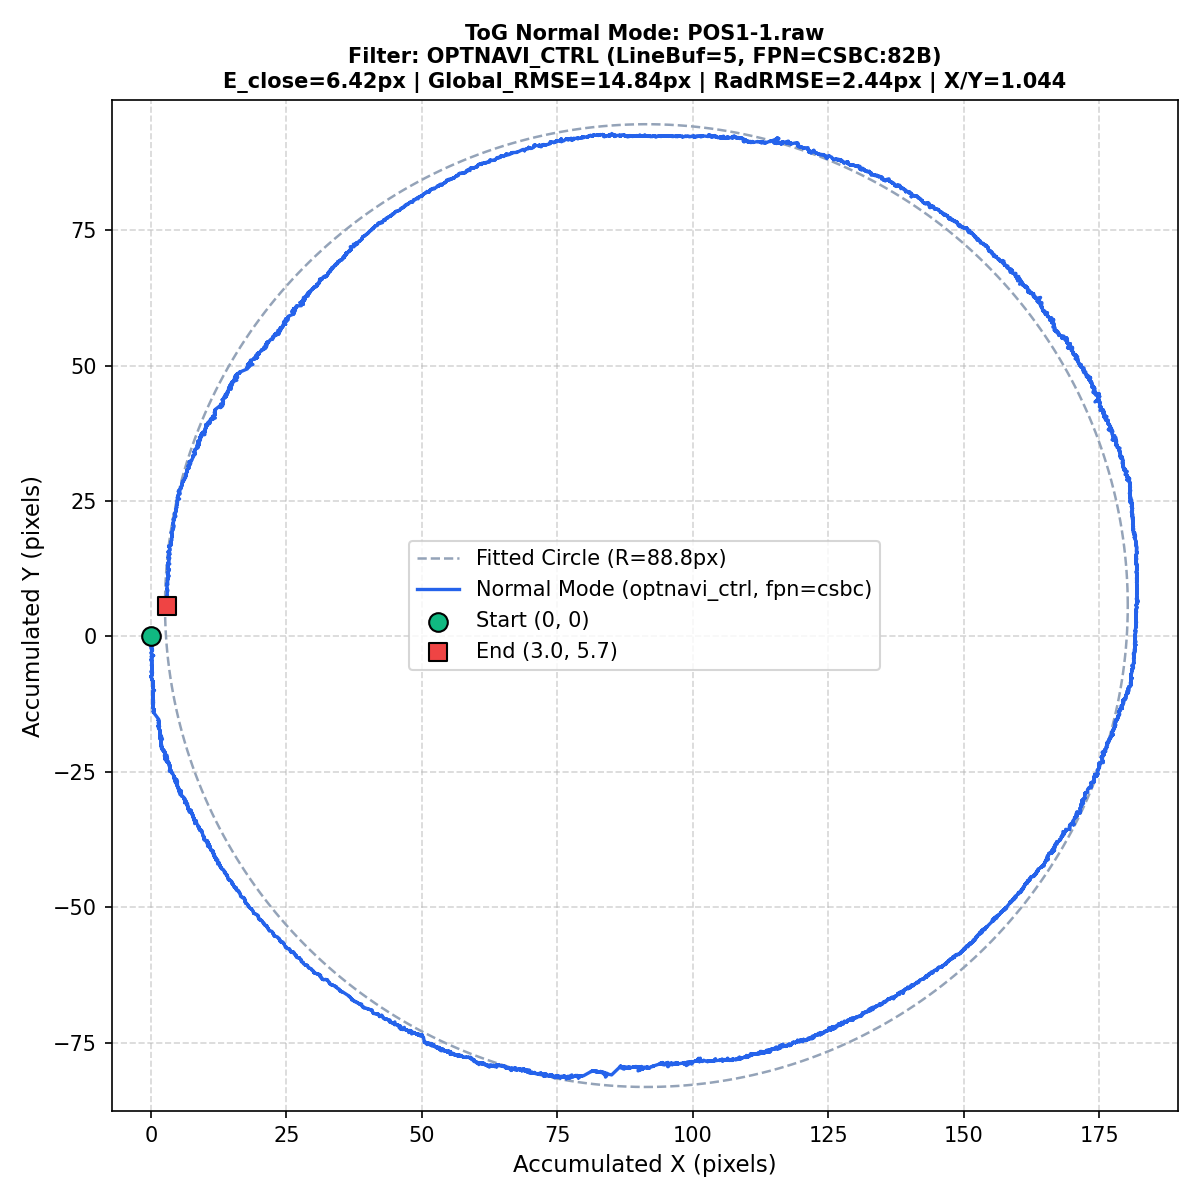 ToG Normal Mode: POS1-1.raw
Filter: OPTNAVI_CTRL (LineBuf=5, FPN=CSBC:82B)
E_close=6.42px | Global_RMSE=14.84px | RadRMSE=2.44px | X/Y=1.044
Accumulated Y (pixels)
75
50
25
0
−25
−50
−75
Fitted Circle (R=88.8px)
Normal Mode (optnavi_ctrl, fpn=csbc)
Start (0, 0)
End (3.0, 5.7)
0 25 50 75 100 125 150 175
Accumulated X (pixels)